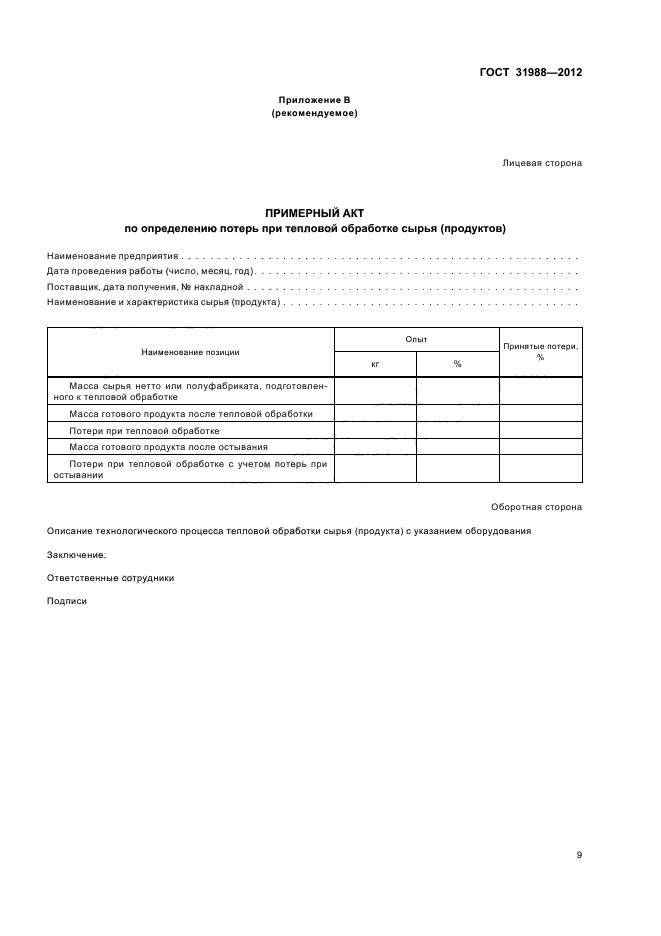 ГОСТ 31988—2012
Приложение В
(рекомендуемое)
Лицевая сторона
ПРИМЕРНЫЙ АКТ
по определению потерь при тепловой обработке сырья (продуктов)
Наименование предприятия . . . . . . . . . . . . . . . . . . . . . . . . . . . . . . . . . . . . . . . . . . . .
Дата проведения работы (число, месяц, год). . . . . . . . . . . . . . . . . . . . . . . . . . . . . . . . . . .
Поставщик, дата получения, № накладной . . . . . . . . . . . . . . . . . . . . . . . . . . . . . . . . . . . .
Наименование и характеристика сырья (продукта) . . . . . . . . . . . . . . . . . . . . . . . . . . . . . . . .
Наименование позиции
Опыт
Принятые потери,
%
кг
%
Масса сырья нетто или полуфабриката, подготовлен-
ного к тепловой обработке
Масса готового продукта после тепловой обработки
Потери при тепловой обработке
Масса готового продукта после остывания
Потери при тепловой обработке с учетом потерь при
остывании
Оборотная сторона
Описание технологического процесса тепловой обработки сырья (продукта) с указанием оборудования
Заключение.
Ответственные сотрудники
Подписи
9